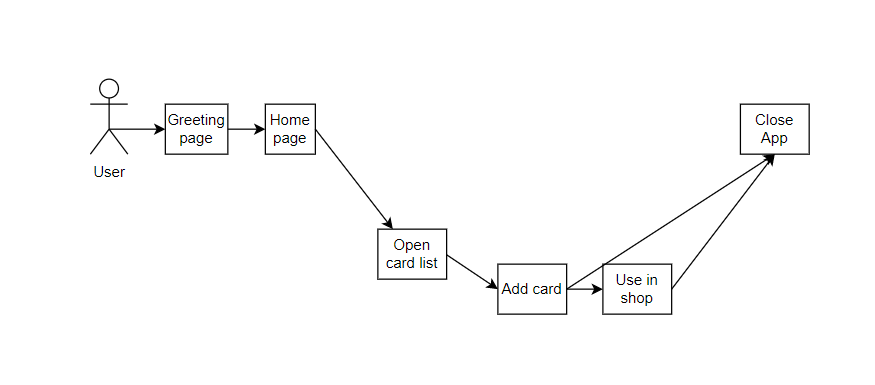 User
Greeting
page
Home
page
Open
card list
Add card
Use in
shop
Close
App